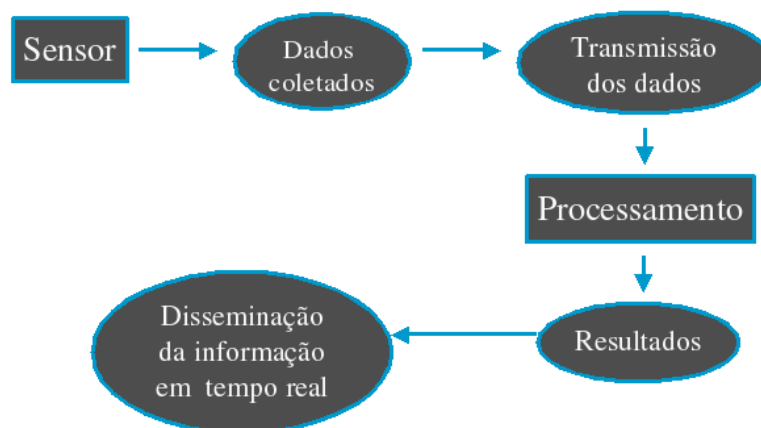 Sensor
Dados
coletados
Transmissão
dos dados
Processamento
Resultados
Disseminação
da informação
em tempo real